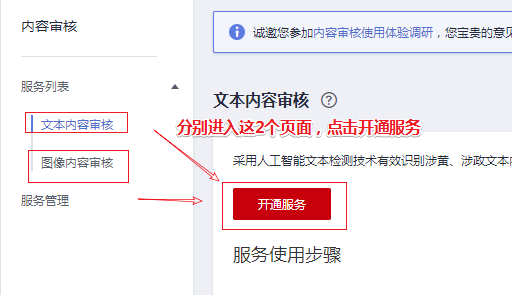 内容审核
服务列表
文本内容审核
图像内容审核
服务管理
诚邀您参加内容审核使用体验调研，您宝贵的意见
文本内容审核
分别进入这2个页面，点击开通服务
采用人工智能文本检测技术有效识别涉黄、涉政文本内
开通服务
服务使用步骤